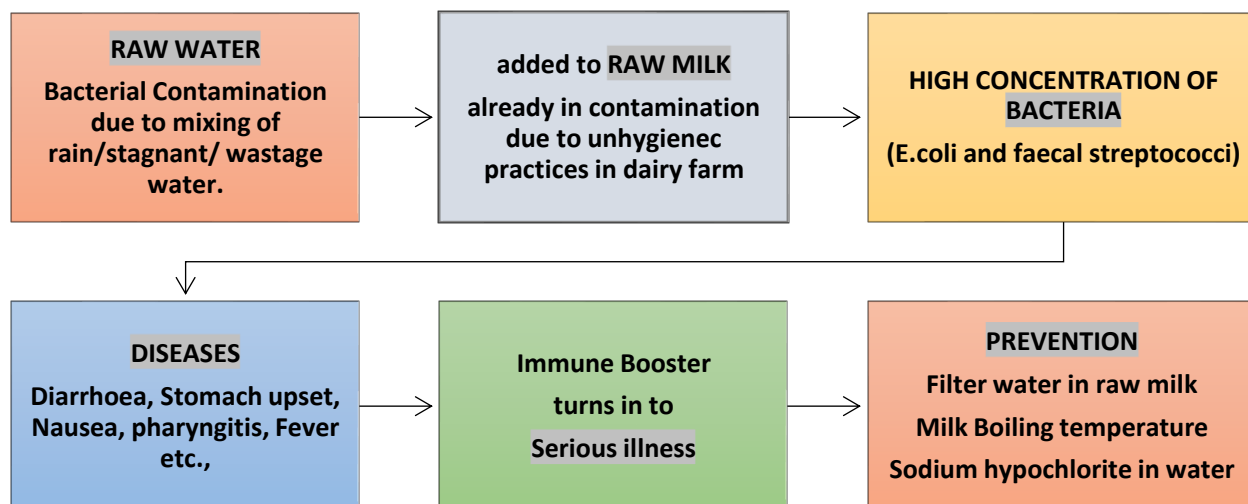 RAW WATER
Bacterial Contamination
due to mixing of
rain/stagnant/ wastage
water.
added to RAW MILK
already in contamination
due to unhygienec
practices in dairy farm
HIGH CONCENTRATION OF
BACTERIA
(E.coli and faecal streptococci)
DISEASES
Diarrhoea, Stomach upset,
Nausea, pharyngitis, Fever
etc.,
Immune Booster
turns in to
Serious illness
PREVENTION
Filter water in raw milk
Milk Boiling temperature
Sodium hypochlorite in water